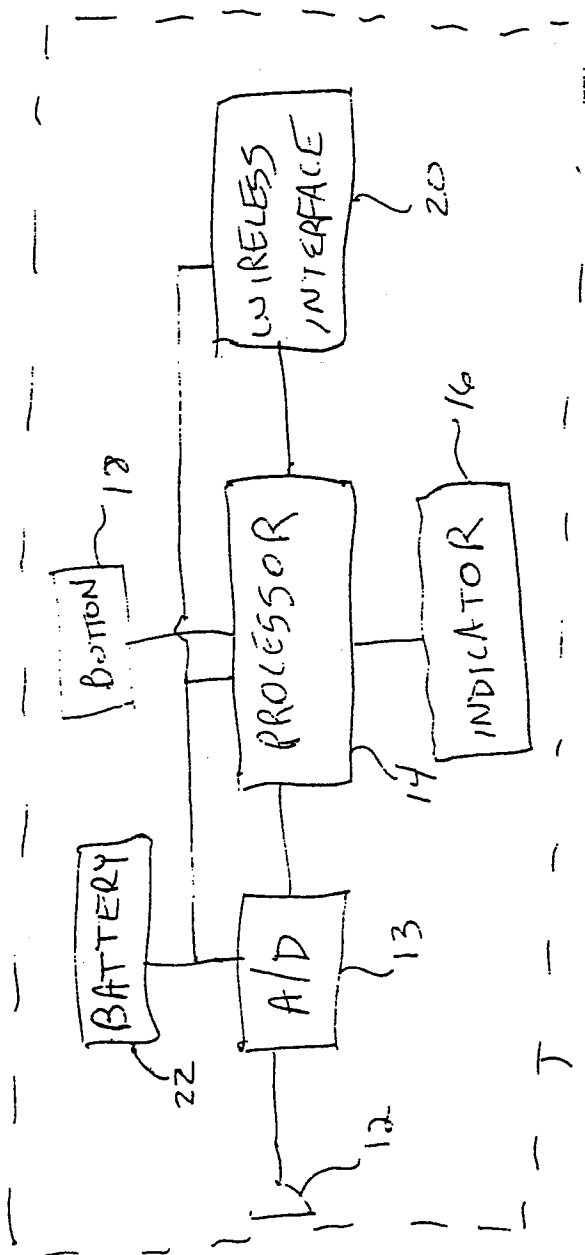 BATTERY
22
BUTTON
18
A/D
13
PROCESSOR
14
WIRELESS
INTERFACE
20
12
INDICATOR
16